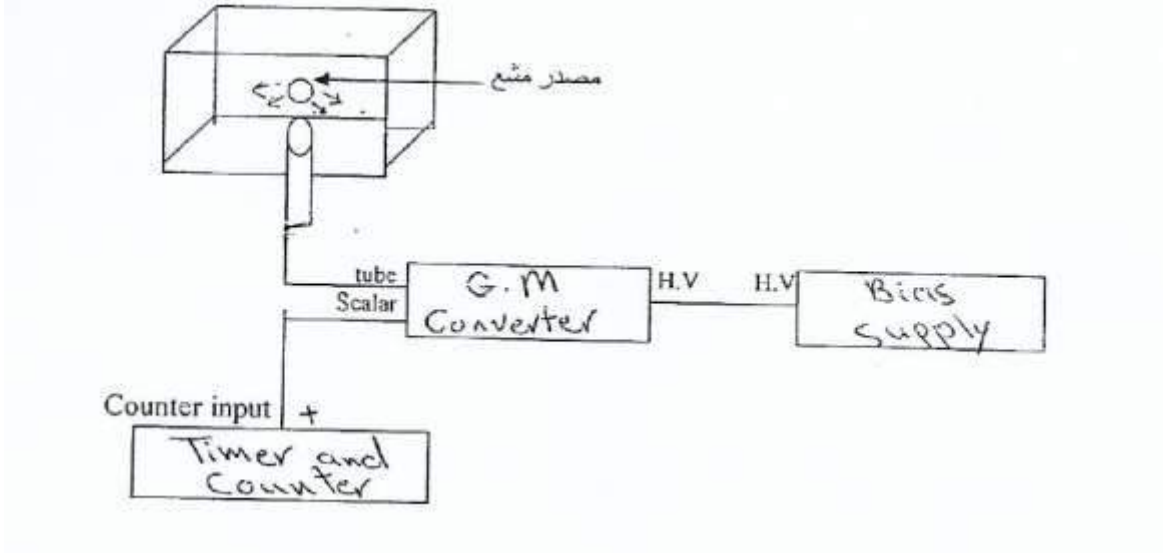 مصدر مشع
tube
Scalar
G.M
Converter
H.V
H.V
Bias
Supply
Counter input
+
Timer and
Counter